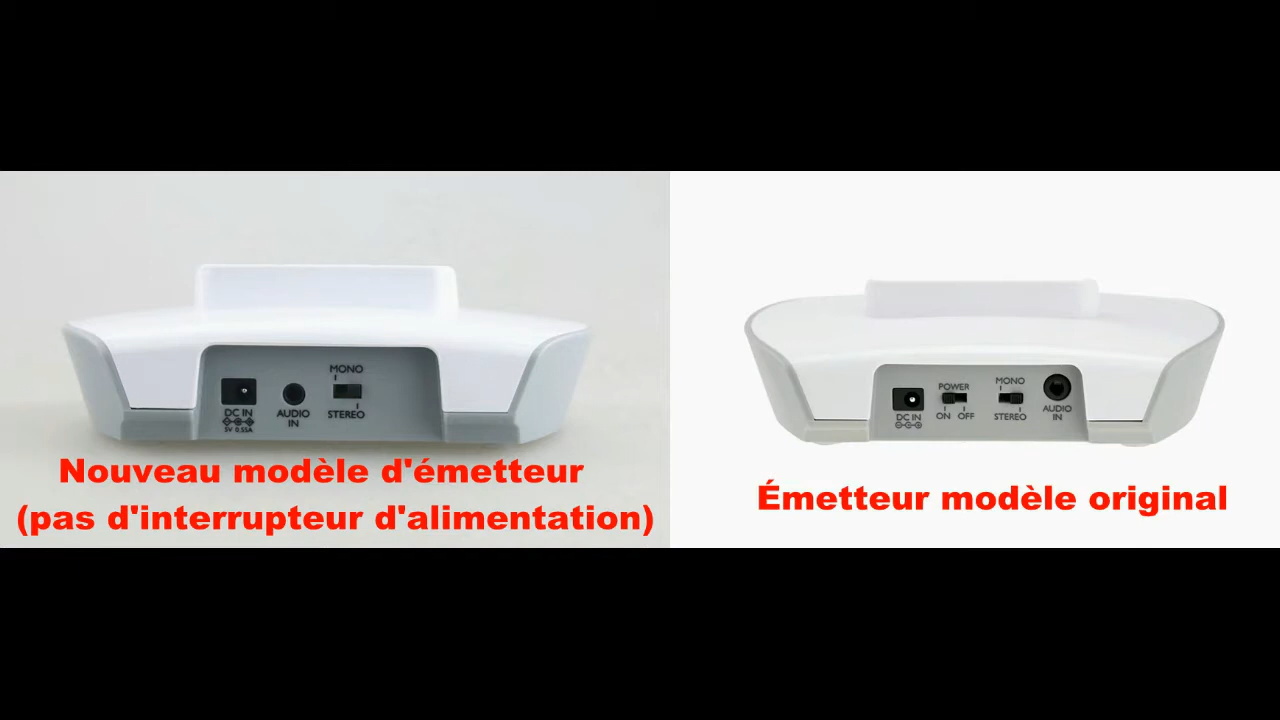 MONO
DC IN
5V 0.55A
AUDIO
IN
STEREO
Nouveau modèle d'émetteur
(pas d'interrupteur d'alimentation)
POWER
MONO
DC IN
ON OFF
STEREO
AUDIO
IN
Émetteur modèle original